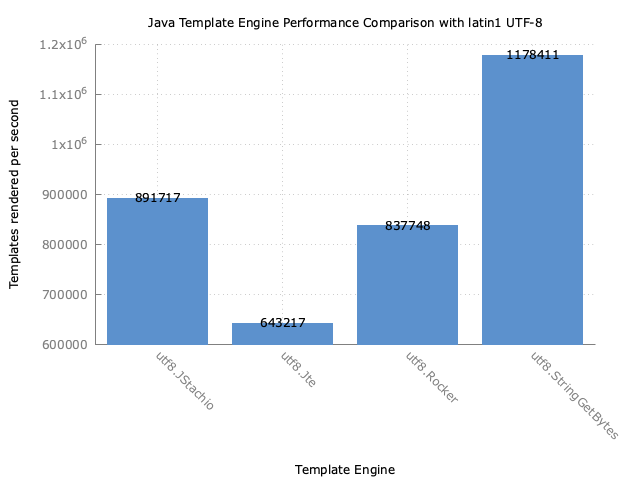 Java Template Engine Performance Comparison with latin1 UTF-8
Templates rendered per second
1.2x10^6
1.1x10^6
1x10^6
900000
800000
700000
600000
891717
643217
837748
1178411
utf8.JStachio
utf8.Jte
utf8.Rocker
utf8.StringGetBytes
Template Engine